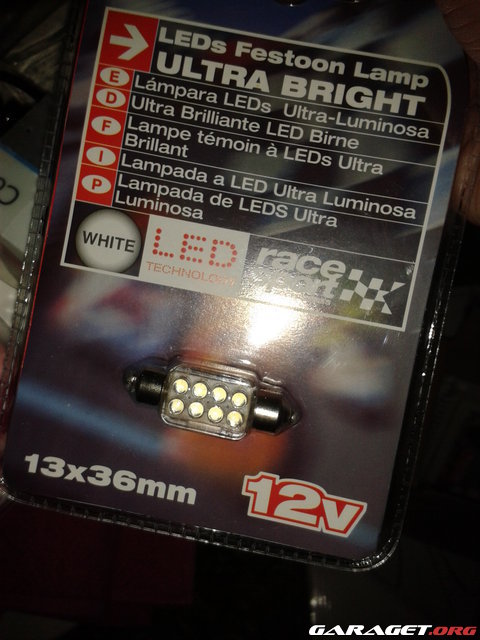 LEDs Festoon Lamp
ULTRA BRIGHT
E Lámpara LEDs Ultra-Luminosa
D Ultra Brilliante LED Birne
F Lampe témoin à LEDs Ultra
Brillant
I Lampada a LED Ultra Luminosa
P Lampada de LEDS Ultra
Luminosa
WHITE
LED
TECHNOLOGY
race
sport
13x36mm
12v
GARAGET.ORG